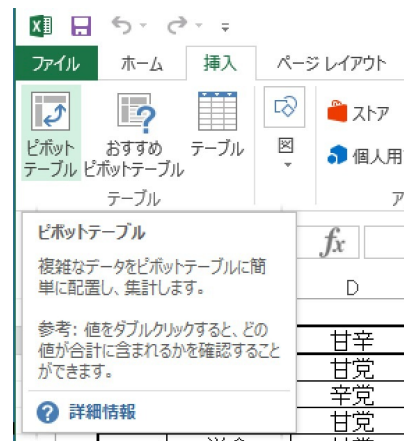 ファイル ホーム 挿入 ページ レイアウト
ピボット おすすめ テーブル 図 ストア
テーブル ピボットテーブル 個人用
テーブル
ピボットテーブル
fx
複雑なデータをピボットテーブルに簡
単に配置し、集計します。
D
参考: 値をダブルクリックすると、どの
値が合計に含まれるかを確認すること
ができます。
甘辛
甘党
辛党
甘党
詳細情報